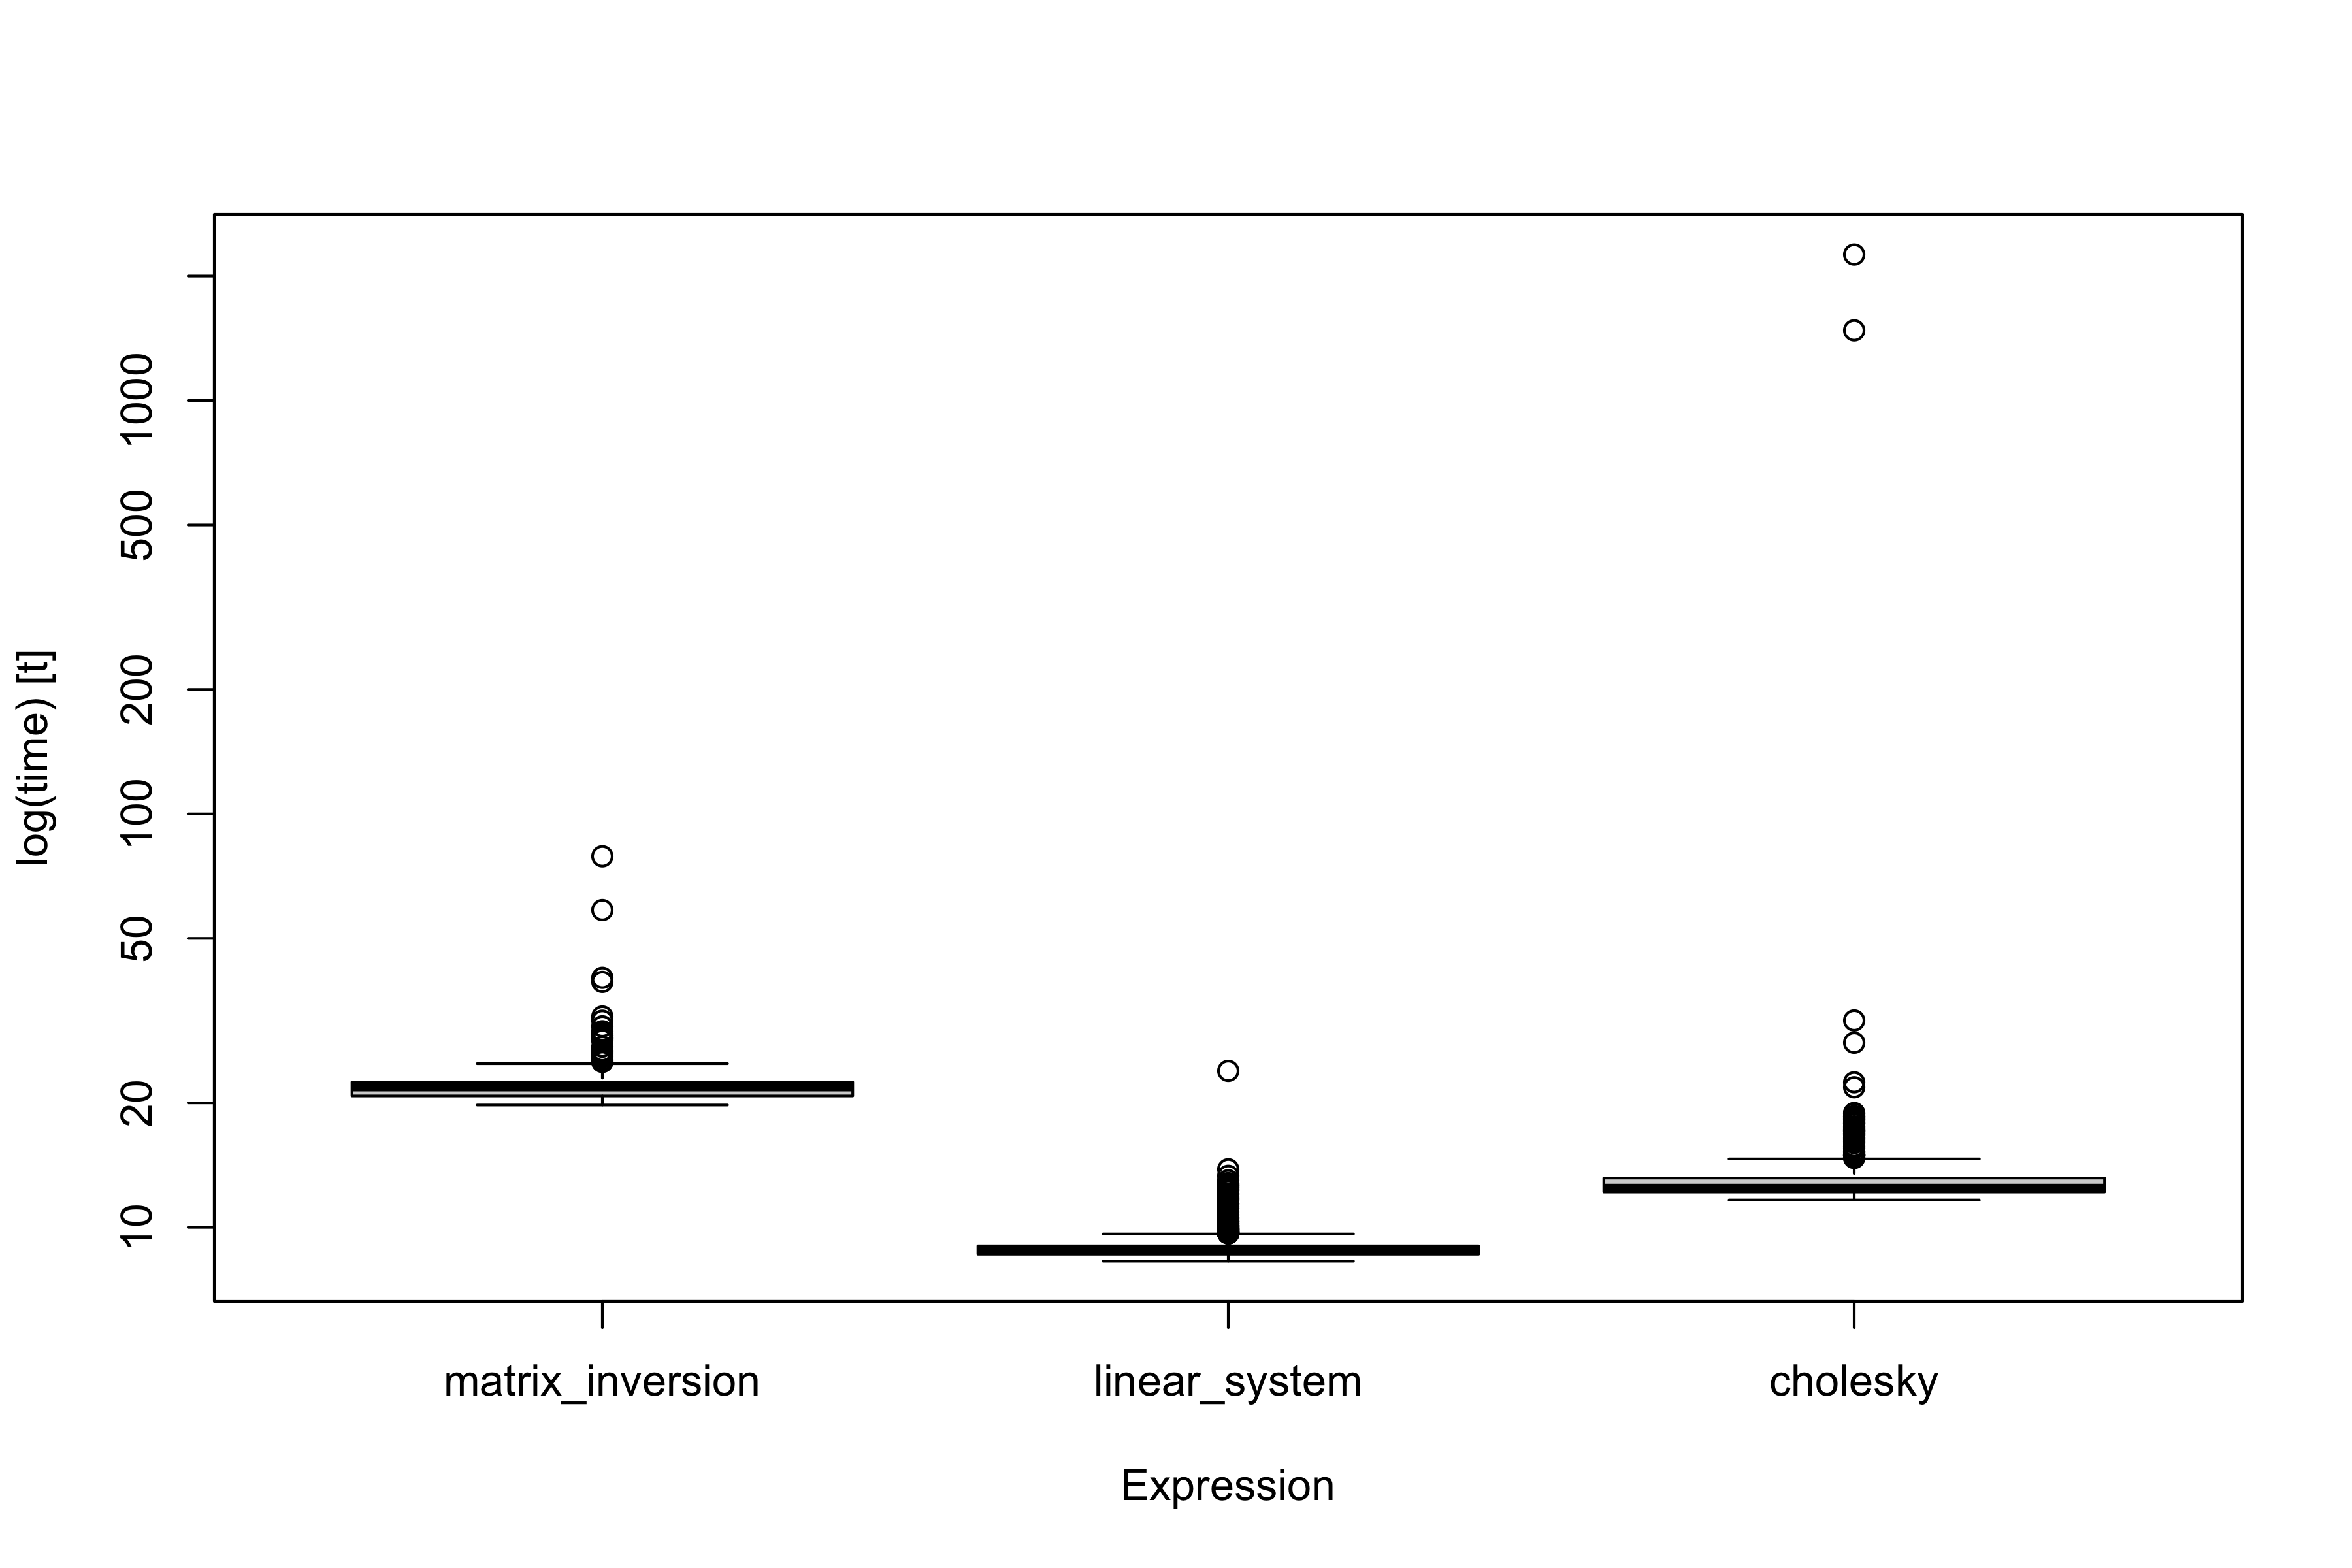 log(time) [t]
1000
500
200
100
50
20
10
matrix_inversion
linear_system
cholesky
Expression